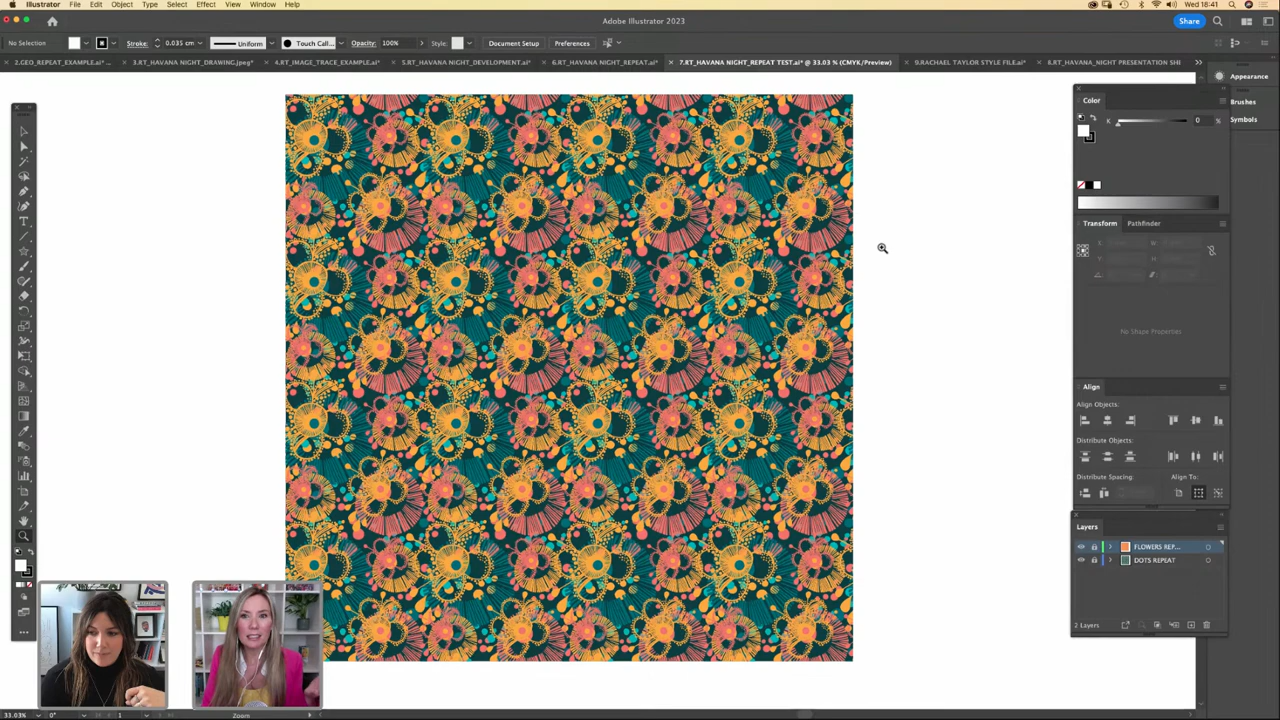 Illustrator File Edit Object Type Select Effect View Window Help
Wed 18:41
Adobe Illustrator 2023
Share
No Selection
Stroke:
0.035 cm
Uniform
Touch Call...
Opacity:
100%
Style:
Document Setup
Preferences
2.GEO_REPEAT_EXAMPLE.ai* ...
3.RT_HAVANA NIGHT_DRAWING.jpeg*
4.RT_IMAGE_TRACE_EXAMPLE.ai*
5.RT_HAVANA NIGHT_DEVELOPMENT.ai*
6.RT_HAVANA NIGHT_REPEAT.ai*
7.RT_HAVANA NIGHT_REPEAT TEST.ai* @ 33.03 % (CMYK/Preview)
9.RACHAEL TAYLOR STYLE FILE.ai*
8.RT_HAVANA_NIGHT PRESENTATION SHI
Appearance
Brushes
Symbols
Color
K
0
Transform
Pathfinder
No Shape Properties
Align
Align Objects:
Distribute Objects:
Distribute Spacing:
Align To:
Layers
FLOWERS REP...
DOTS REPEAT
2 Layers
33.03%
0°
1
Zoom